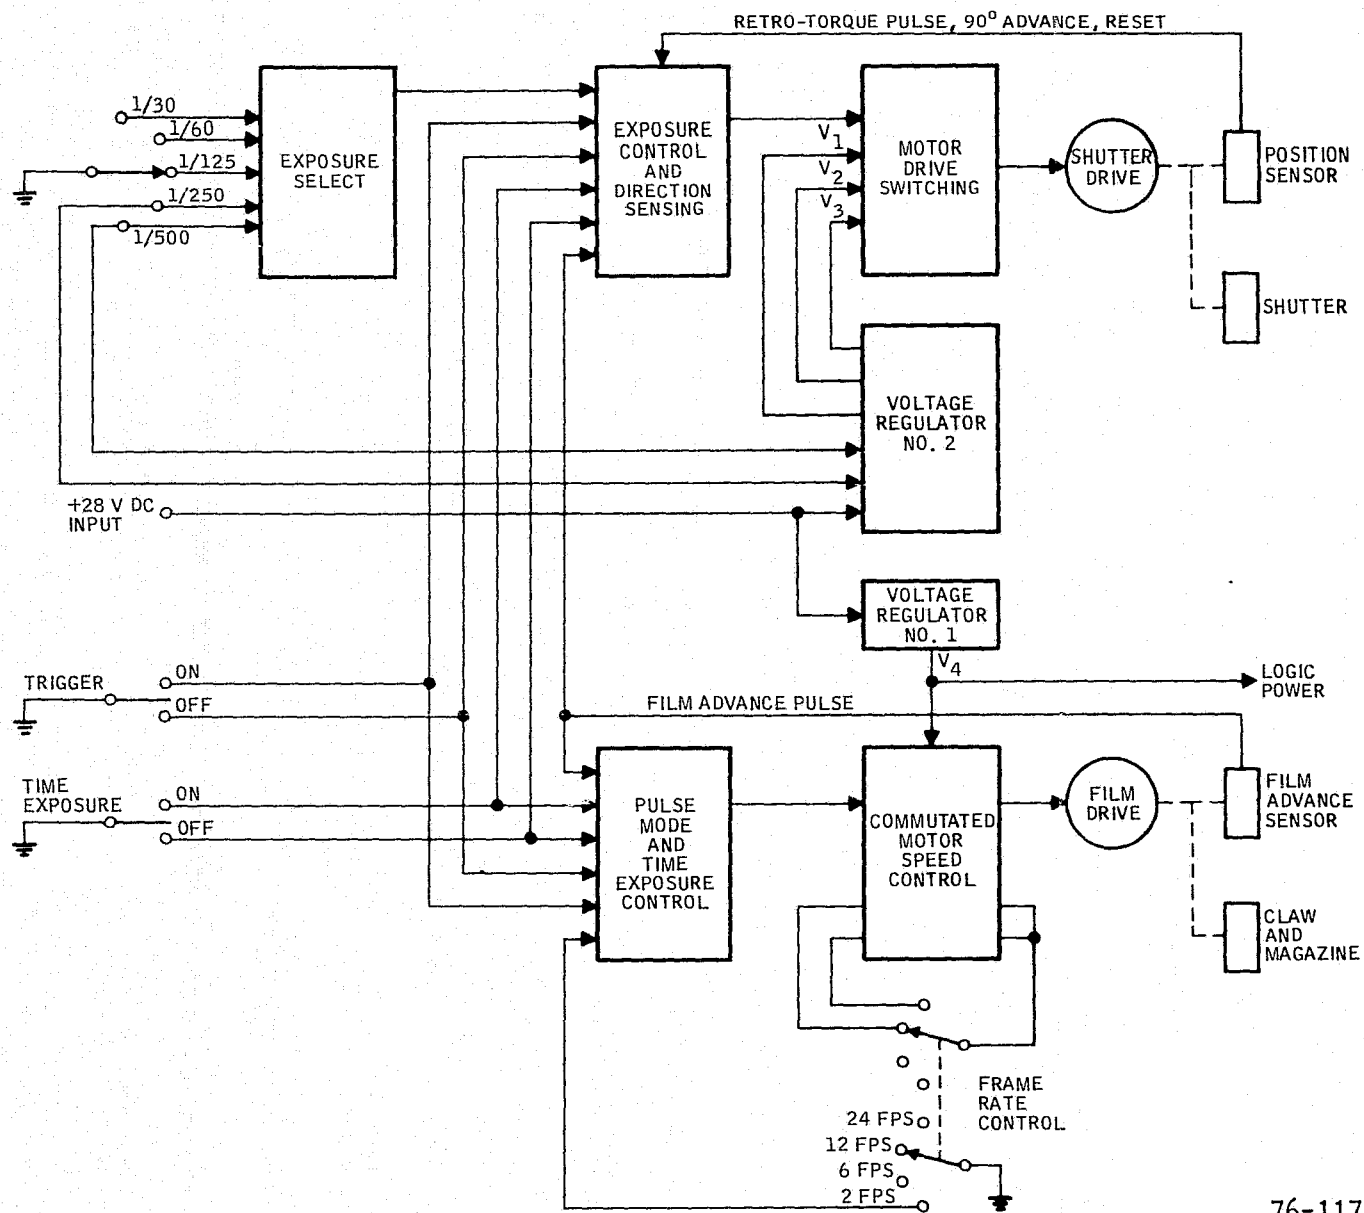 RETRO-TORQUE PULSE, 90° ADVANCE, RESET
1/30
1/60
1/125
1/250
1/500
EXPOSURE
SELECT
EXPOSURE
CONTROL
AND
DIRECTION
SENSING
V1
V2
V3
MOTOR
DRIVE
SWITCHING
SHUTTER
DRIVE
POSITION
SENSOR
SHUTTER
VOLTAGE
REGULATOR
NO. 2
+28 V DC
INPUT
VOLTAGE
REGULATOR
NO. 1
V4
LOGIC
POWER
TRIGGER
ON
OFF
FILM ADVANCE PULSE
TIME
EXPOSURE
ON
OFF
PULSE
MODE
AND
TIME
EXPOSURE
CONTROL
COMMUTATED
MOTOR
SPEED
CONTROL
FILM
DRIVE
FILM
ADVANCE
SENSOR
CLAW
AND
MAGAZINE
FRAME
RATE
CONTROL
24 FPS
12 FPS
6 FPS
2 FPS
76-117